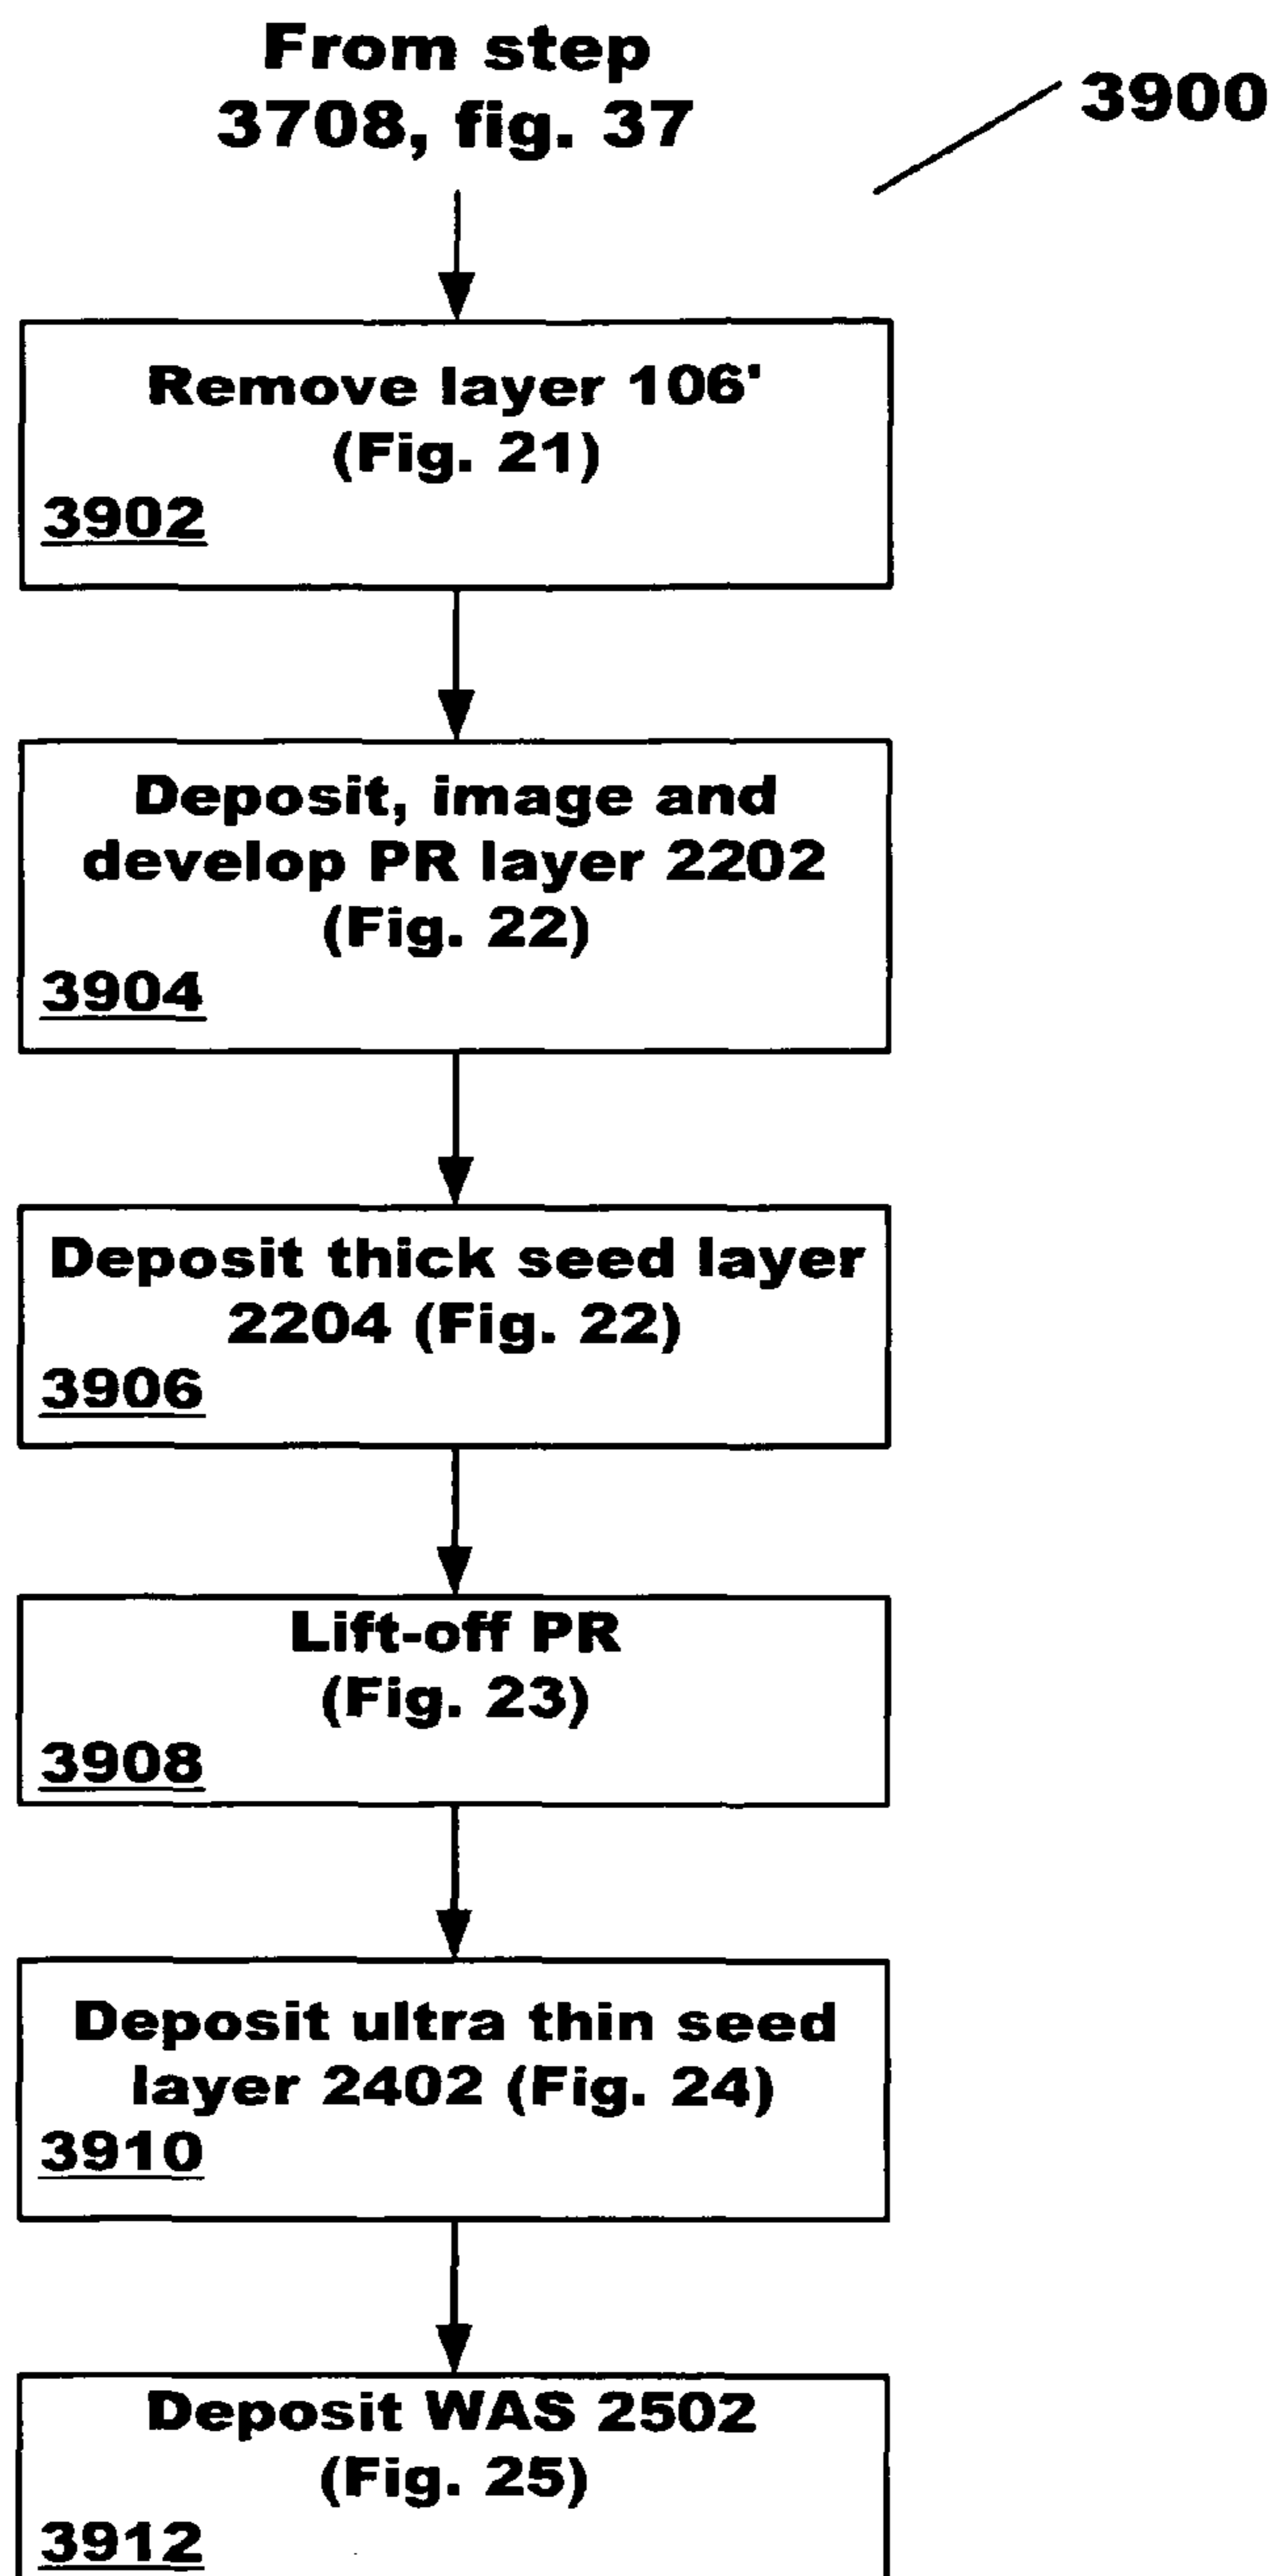 From step
3708, fig. 37
3900
Remove layer 106'
(Fig. 21)
3902
Deposit, image and
develop PR layer 2202
(Fig. 22)
3904
Deposit thick seed layer
2204 (Fig. 22)
3906
Lift-off PR
(Fig. 23)
3908
Deposit ultra thin seed
layer 2402 (Fig. 24)
3910
Deposit WAS 2502
(Fig. 25)
3912